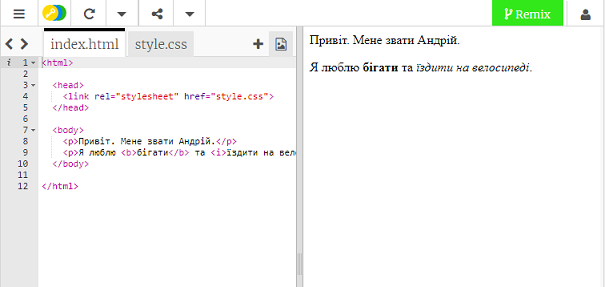 Remix
index.html style.css
1 <html>
2
3 <head>
4 <link rel="stylesheet" href="style.css">
5 </head>
6
7 <body>
8 <p>Привіт. Мене звати Андрій.</p>
9 <p>Я люблю <b>бігати</b> та <i>їздити на вело
10 </body>
11
12 </html>
Привіт. Мене звати Андрій.
Я люблю бігати та їздити на велосипеді.